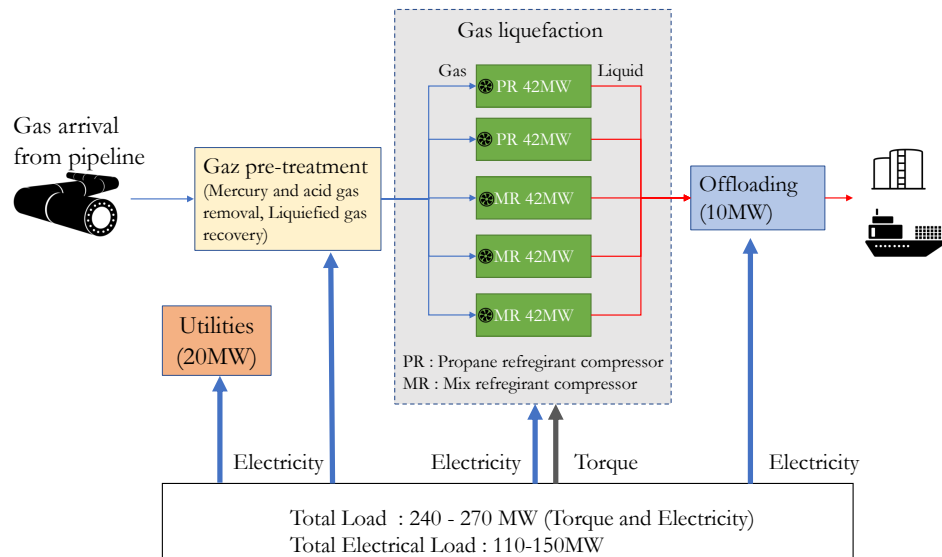 Gas liquefaction
Gas
Liquid
PR 42MW
PR 42MW
MR 42MW
MR 42MW
MR 42MW
PR : Propane refregirant compressor
MR : Mix refregirant compressor
Gas arrival
from pipeline
Gaz pre-treatment
(Mercury and acid gas
removal, Liquiefied gas
recovery)
Offloading
(10MW)
Utilities
(20MW)
Electricity
Electricity
Torque
Electricity
Total Load : 240 - 270 MW (Torque and Electricity)
Total Electrical Load : 110-150MW